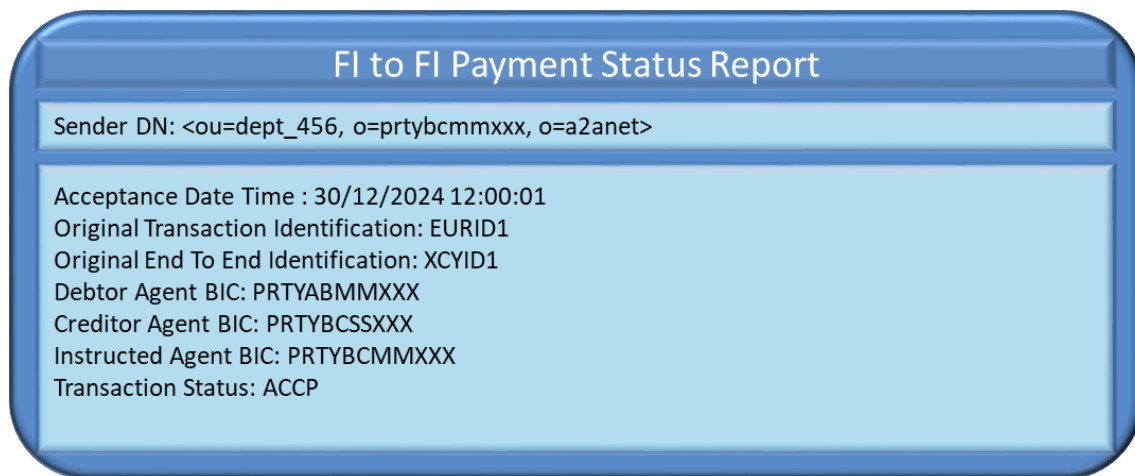 FI to FI Payment Status Report
Sender DN: <ou=dept_456, o=prtybcmmxxx, o=a2anet>
Acceptance Date Time : 30/12/2024 12:00:01
Original Transaction Identification: EURID1
Original End To End Identification: XCYID1
Debtor Agent BIC: PRTYABMMXXX
Creditor Agent BIC: PRTYBCSSXXX
Instructed Agent BIC: PRTYBCMMXXX
Transaction Status: ACCP